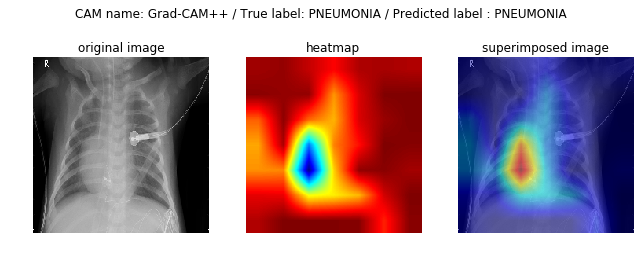 CAM name: Grad-CAM++ / True label: PNEUMONIA / Predicted label : PNEUMONIA
original image
heatmap
superimposed image
R
R